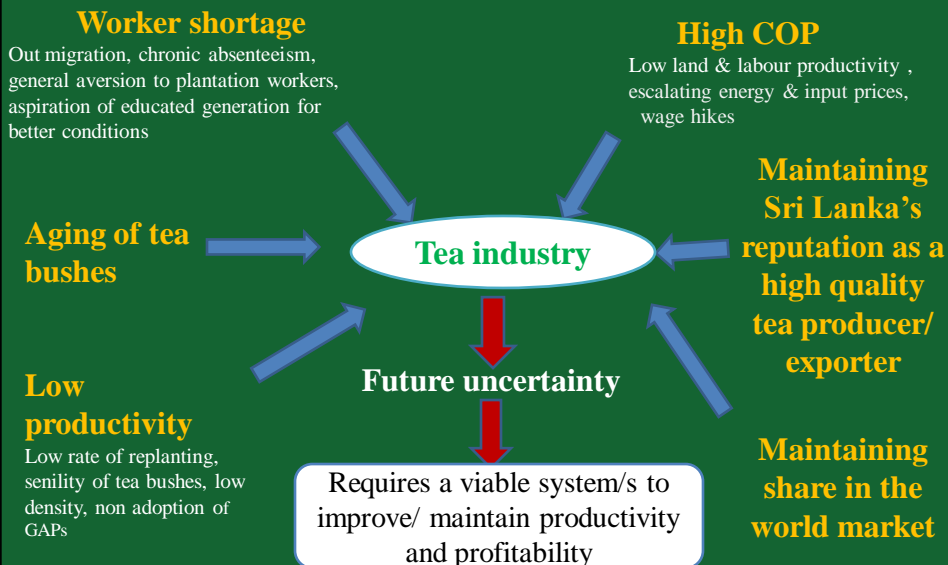 Worker shortage
Out migration, chronic absenteeism,
general aversion to plantation workers,
aspiration of educated generation for
better conditions
High COP
Low land & labour productivity ,
escalating energy & input prices,
wage hikes
Aging of tea
bushes
Tea industry
Maintaining
Sri Lanka’s
reputation as a
high quality
tea producer/
exporter
Low
productivity
Low rate of replanting,
senility of tea bushes, low
density, non adoption of
GAPs
Future uncertainty
Maintaining
share in the
world market
Requires a viable system/s to
improve/ maintain productivity
and profitability